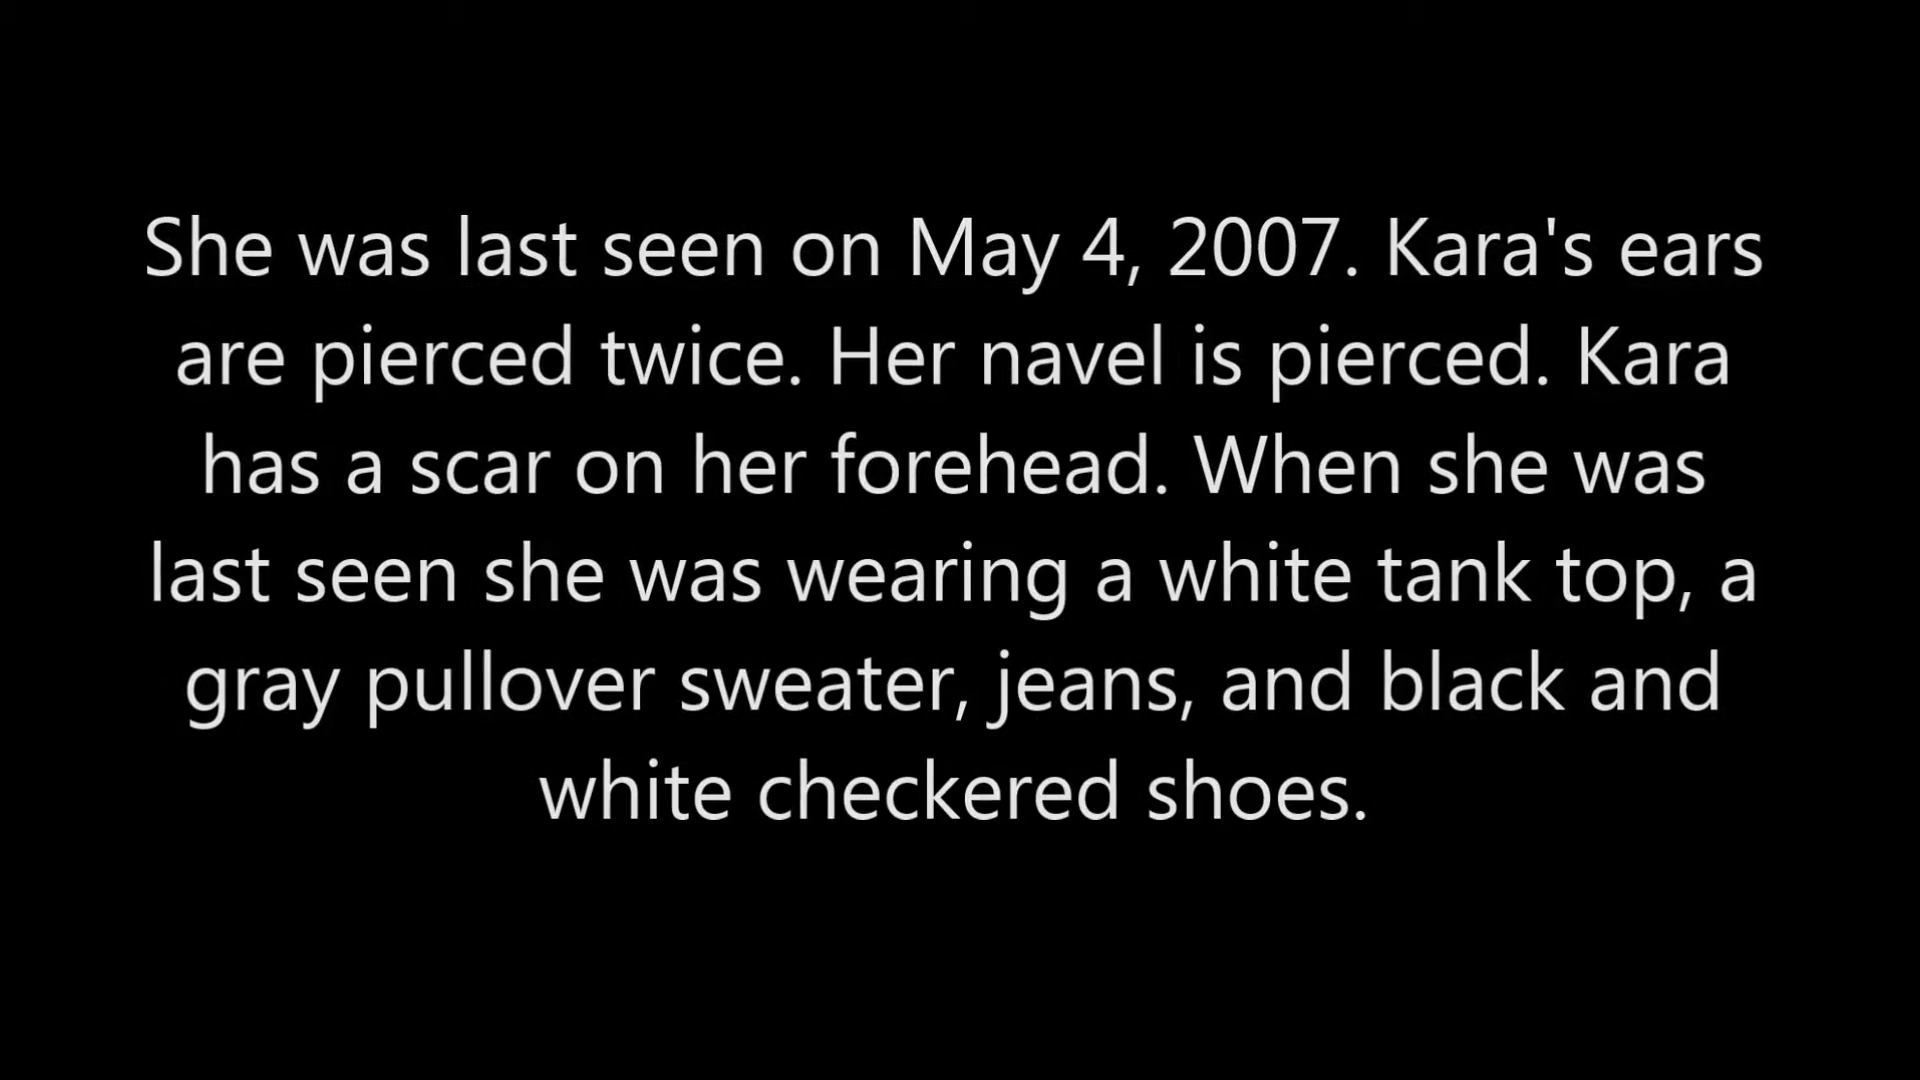 She was last seen on May 4, 2007. Kara's ears
are pierced twice. Her navel is pierced. Kara
has a scar on her forehead. When she was
last seen she was wearing a white tank top, a
gray pullover sweater, jeans, and black and
white checkered shoes.